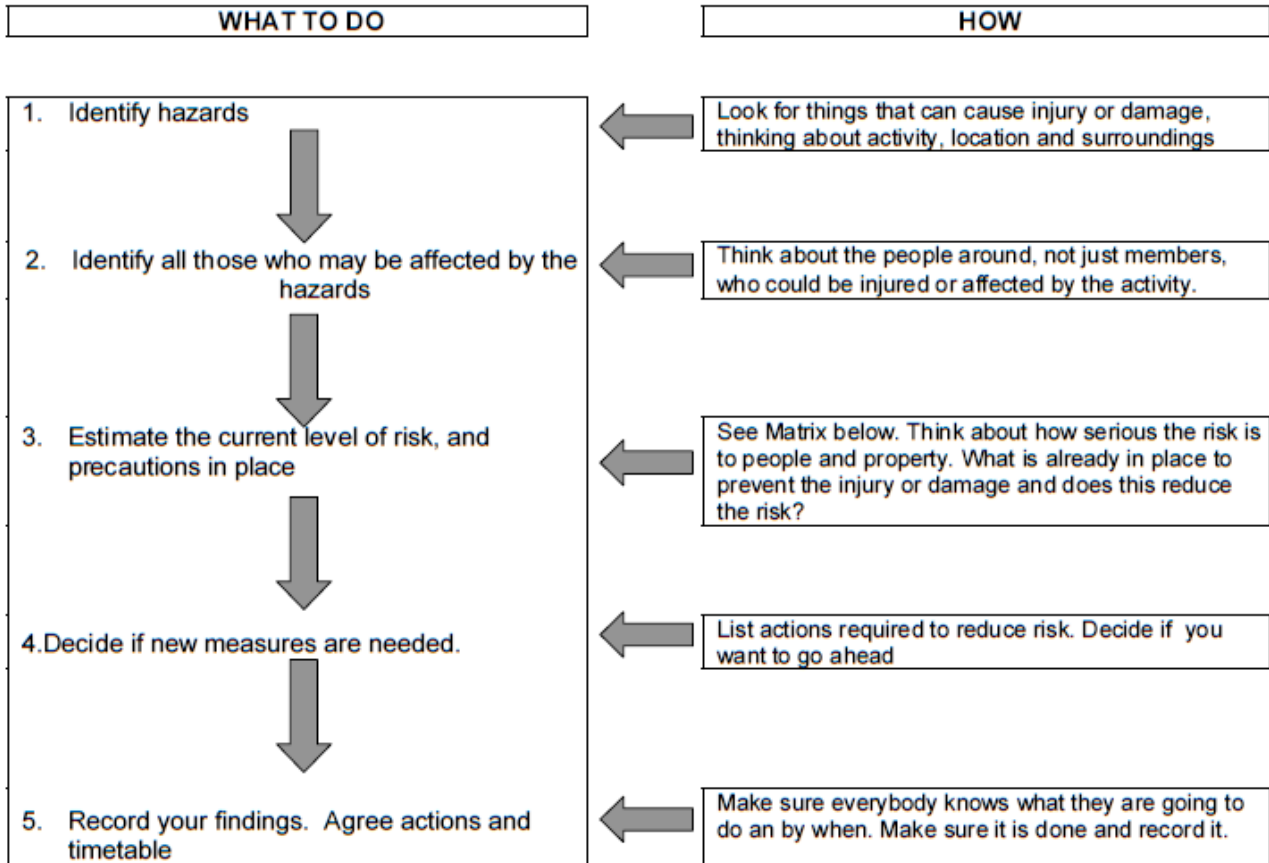 WHAT TO DO
HOW
1. Identify hazards
Look for things that can cause injury or damage,
thinking about activity, location and surroundings
2. Identify all those who may be affected by the
hazards
Think about the people around, not just members,
who could be injured or affected by the activity.
3. Estimate the current level of risk, and
precautions in place
See Matrix below. Think about how serious the risk is
to people and property. What is already in place to
prevent the injury or damage and does this reduce
the risk?
4.Decide if new measures are needed.
List actions required to reduce risk. Decide if you
want to go ahead
5. Record your findings. Agree actions and
timetable
Make sure everybody knows what they are going to
do an by when. Make sure it is done and record it.